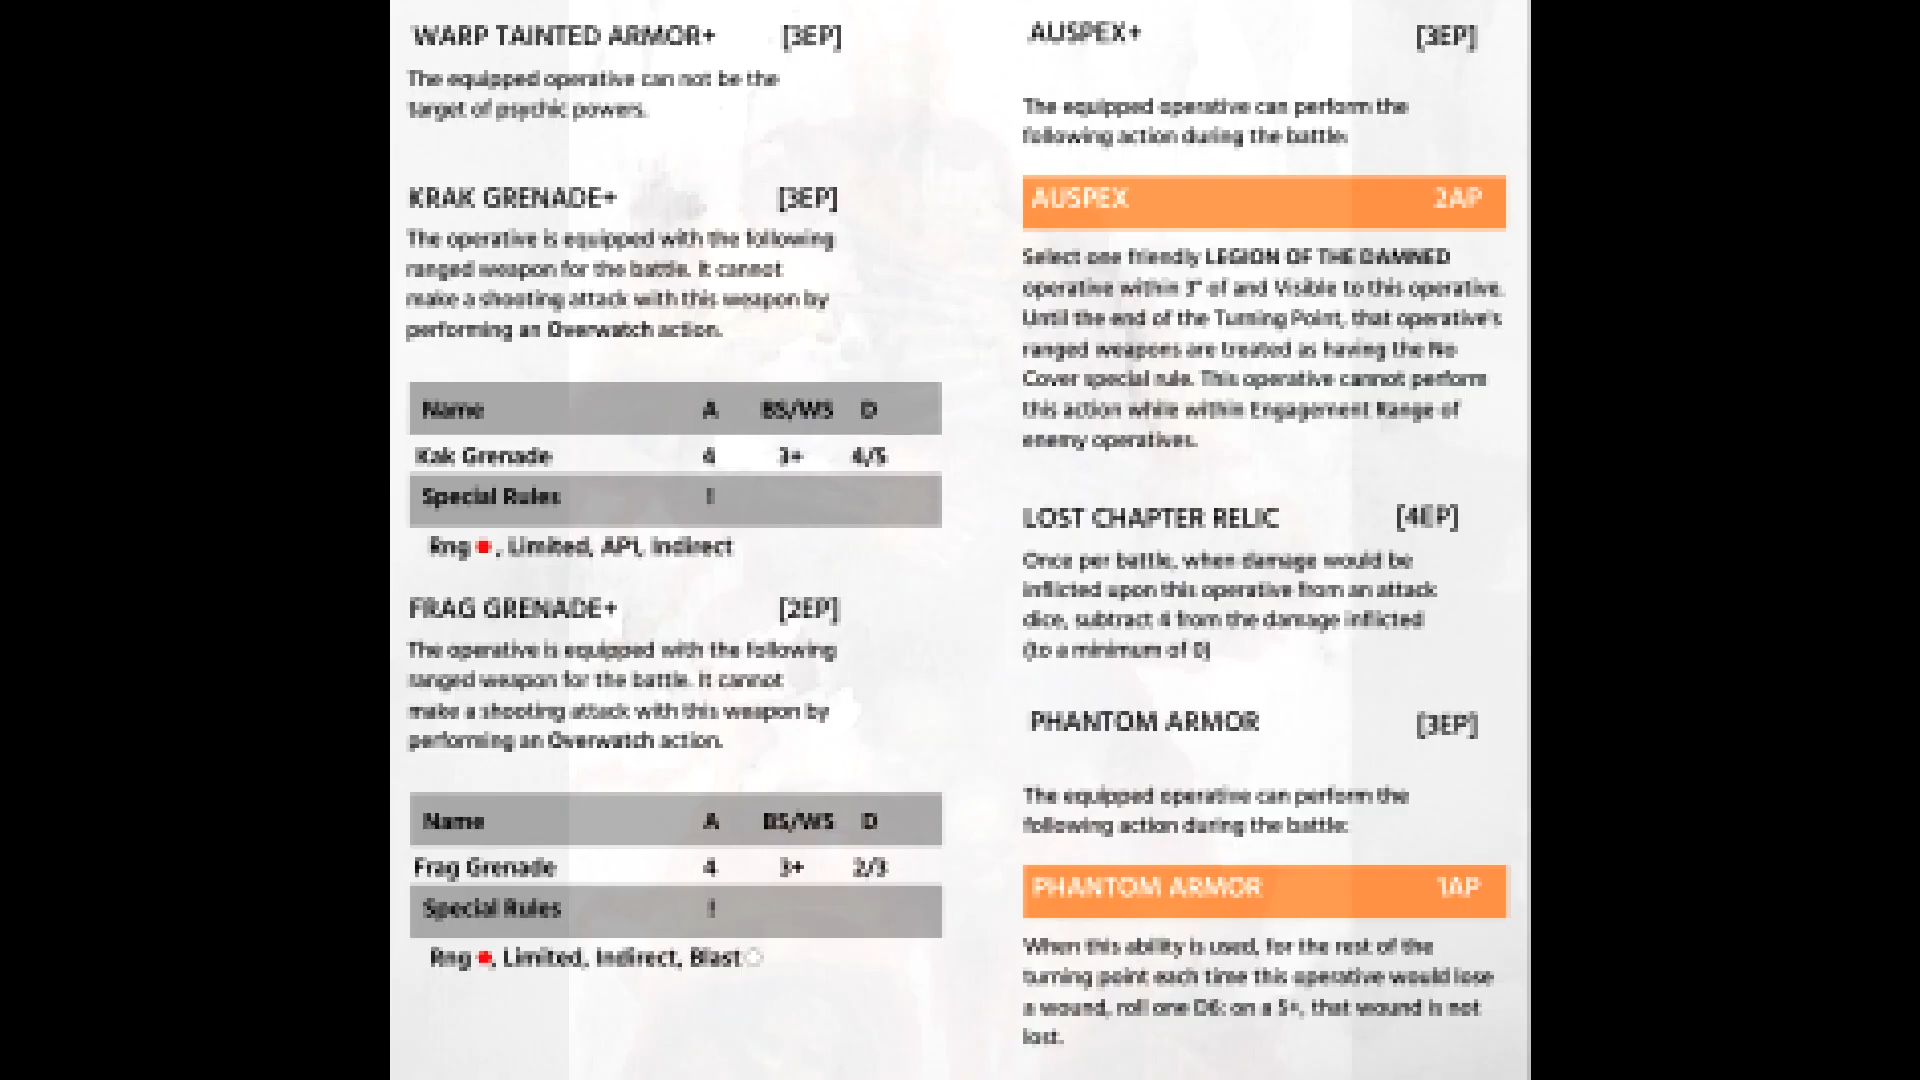 WARP TAINTED ARMOR+ [3EP]
The equipped operative can not be the
target of psychic powers.
KRAK GRENADE+ [3EP]
The operative is equipped with the following
ranged weapon for the battle. It cannot
make a shooting attack with this weapon by
performing an Overwatch action.
Name A BS/WS D
Kak Grenade 4 3+ 4/5
Special Rules !
Rng , Limited, AP1, Indirect
FRAG GRENADE+ [2EP]
The operative is equipped with the following
ranged weapon for the battle. It cannot
make a shooting attack with this weapon by
performing an Overwatch action.
Name A BS/WS D
Frag Grenade 4 3+ 2/3
Special Rules !
Rng , Limited, Indirect, Blast
AUSPEX+ [3EP]
The equipped operative can perform the
following action during the battle:
AUSPEX 2AP
Select one friendly LEGION OF THE DAMNED
operative within 3" of and Visible to this operative.
Until the end of the Turning Point, that operative's
ranged weapons are treated as having the No
Cover special rule. This operative cannot perform
this action while within Engagement Range of
enemy operatives.
LOST CHAPTER RELIC [4EP]
Once per battle, when damage would be
inflicted upon this operative from an attack
dice, subtract 4 from the damage inflicted
(to a minimum of 0)
PHANTOM ARMOR [3EP]
The equipped operative can perform the
following action during the battle:
PHANTOM ARMOR 1AP
When this ability is used, for the rest of the
turning point each time this operative would lose
a wound, roll one D6: on a 5+, that wound is not
lost.